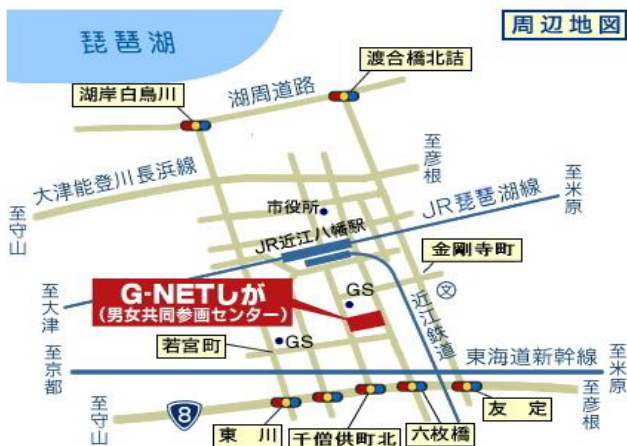 周辺地図
琵琶湖
渡合橋北詰
湖岸白鳥川
湖周道路
至彦根
大津能登川長浜線
至守山
至米原
市役所
JR琵琶湖線
JR近江八幡駅
金剛寺町
文
至大津
G-NETしが
(男女共同参画センター)
GS
近江鉄道
GS
若宮町
至京都
東海道新幹線
至米原
8
至守山
東川
千僧供町北
六枚橋
友定
至彦根